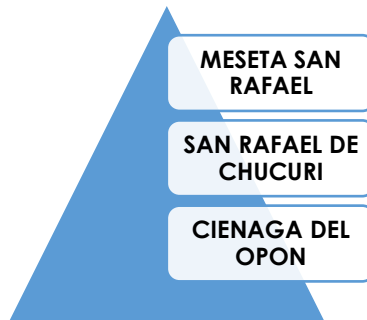 MESETA SAN
RAFAEL
SAN RAFAEL DE
CHUCURI
CIENAGA DEL
OPON